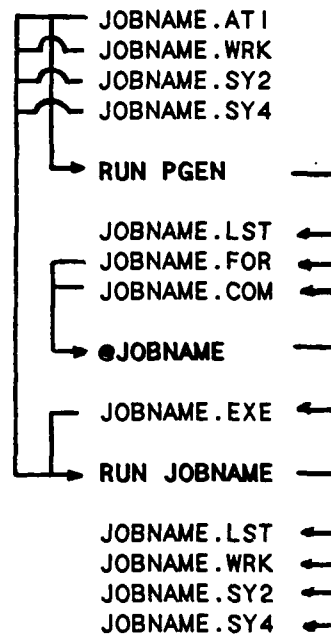 JOBNAME.ATI
JOBNAME.WRK
JOBNAME.SY2
JOBNAME.SY4
RUN PGEN
JOBNAME.LST
JOBNAME.FOR
JOBNAME.COM
@JOBNAME
JOBNAME.EXE
RUN JOBNAME
JOBNAME.LST
JOBNAME.WRK
JOBNAME.SY2
JOBNAME.SY4